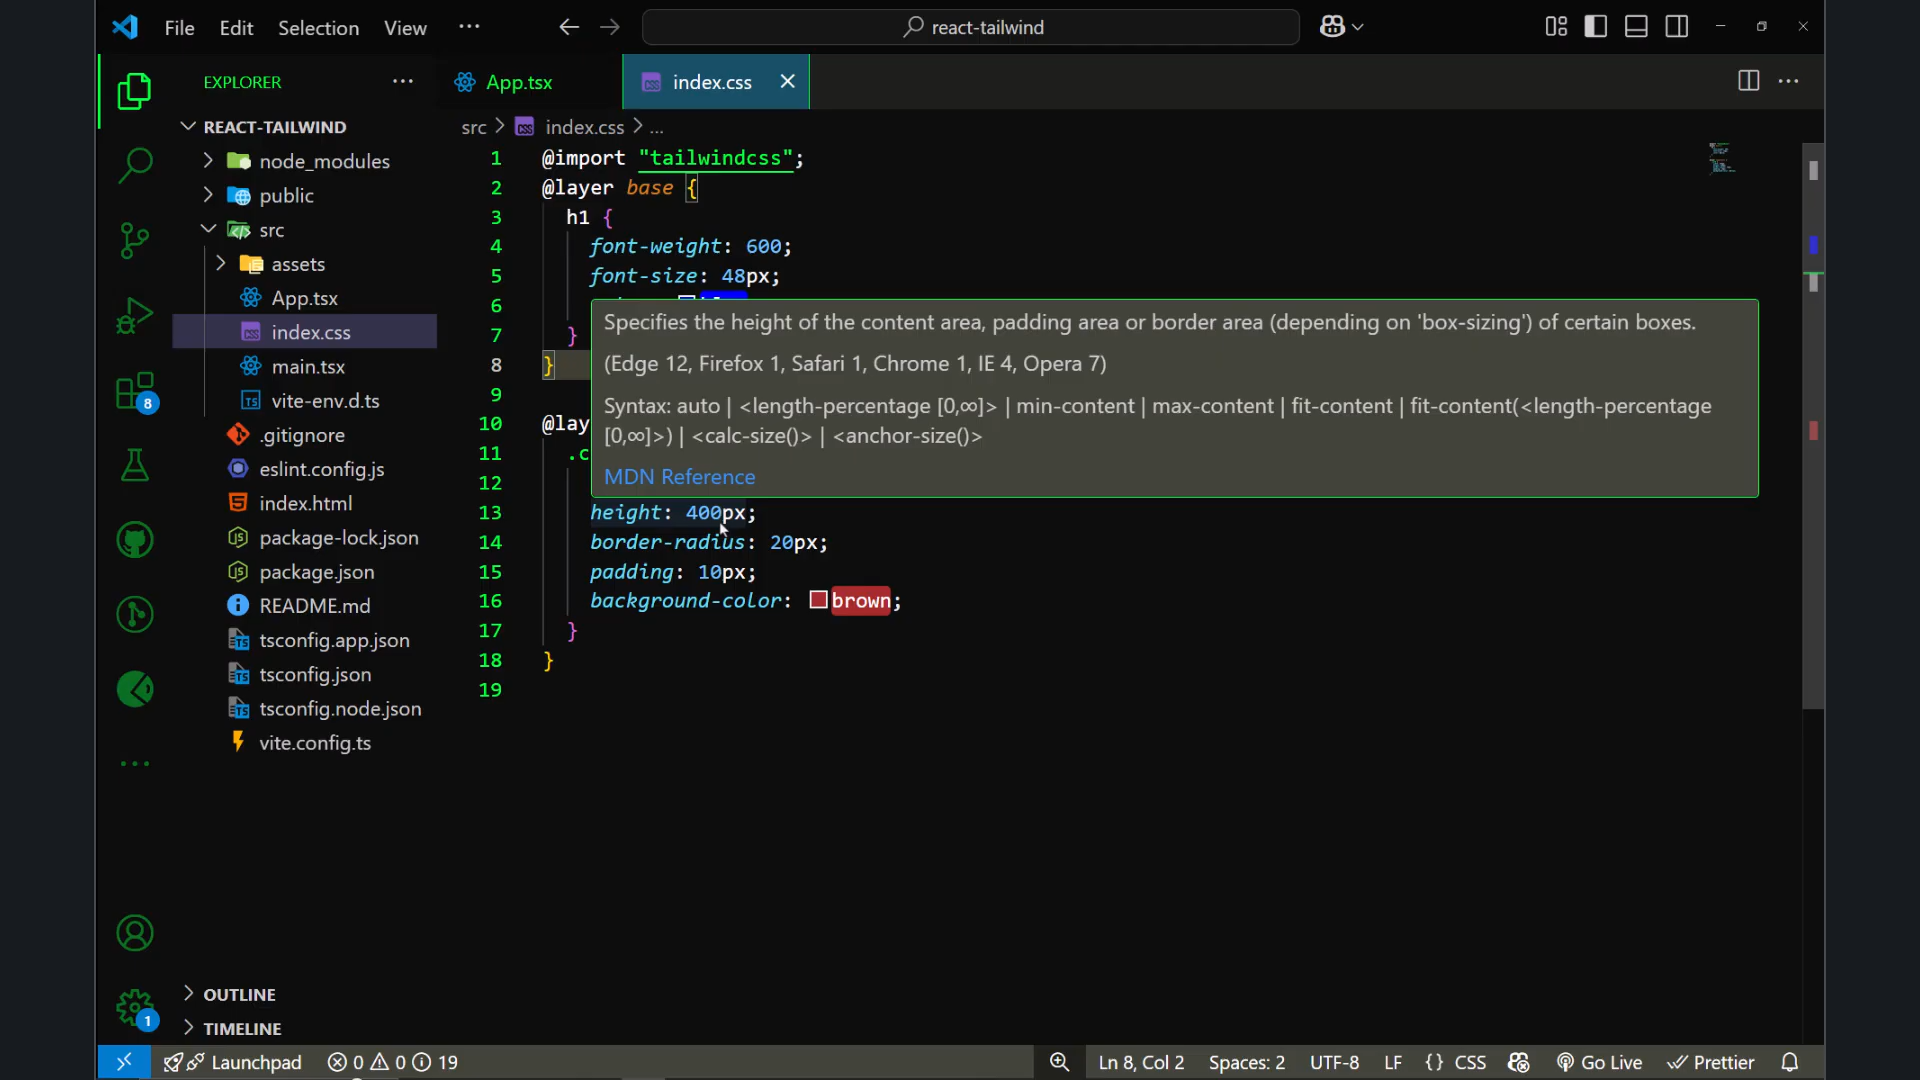 File Edit Selection View ··· react-tailwind
EXPLORER ···
App.tsx
index.css
REACT-TAILWIND
node_modules
public
src
assets
App.tsx
index.css
main.tsx
vite-env.d.ts
.gitignore
eslint.config.js
index.html
package-lock.json
package.json
README.md
tsconfig.app.json
tsconfig.json
tsconfig.node.json
vite.config.ts
8
OUTLINE
TIMELINE
1
src > index.css > ...
1 @import "tailwindcss";
2 @layer base {
3 h1 {
4 font-weight: 600;
5 font-size: 48px;
6
7 }
8 }
9
10 @lay
11 .c
12
13 height: 400px;
14 border-radius: 20px;
15 padding: 10px;
16 background-color: brown;
17 }
18 }
19
Specifies the height of the content area, padding area or border area (depending on 'box-sizing') of certain boxes.
(Edge 12, Firefox 1, Safari 1, Chrome 1, IE 4, Opera 7)
Syntax: auto | <length-percentage [0,∞]> | min-content | max-content | fit-content | fit-content(<length-percentage
[0,∞]>) | <calc-size()> | <anchor-size()>
MDN Reference
Launchpad 0 0 19 Ln 8, Col 2 Spaces: 2 UTF-8 LF {} CSS Go Live Prettier